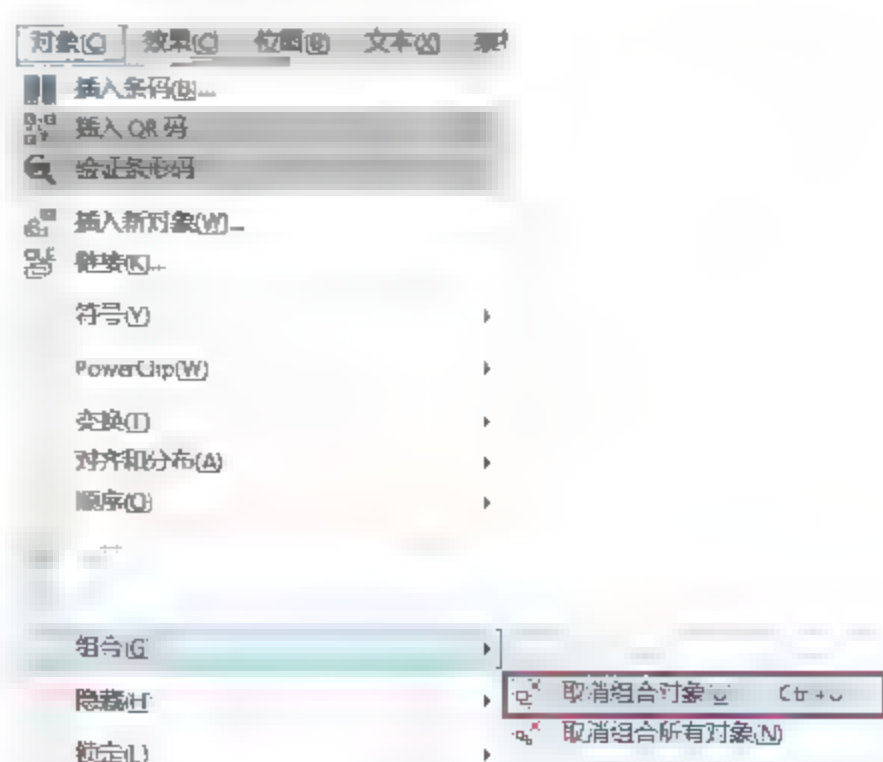 对象(C) 效果(C) 位图(B) 文本(X)
插入条码(B)...
插入 QR 码
验证条形码
插入新对象(W)...
链接(K)...
符号(Y)
PowerClip(W)
变换(T)
对齐和分布(A)
顺序(O)
组合(G)
隐藏(H)
取消组合对象(U) Ctrl+U
锁定(L)
取消组合所有对象(N)